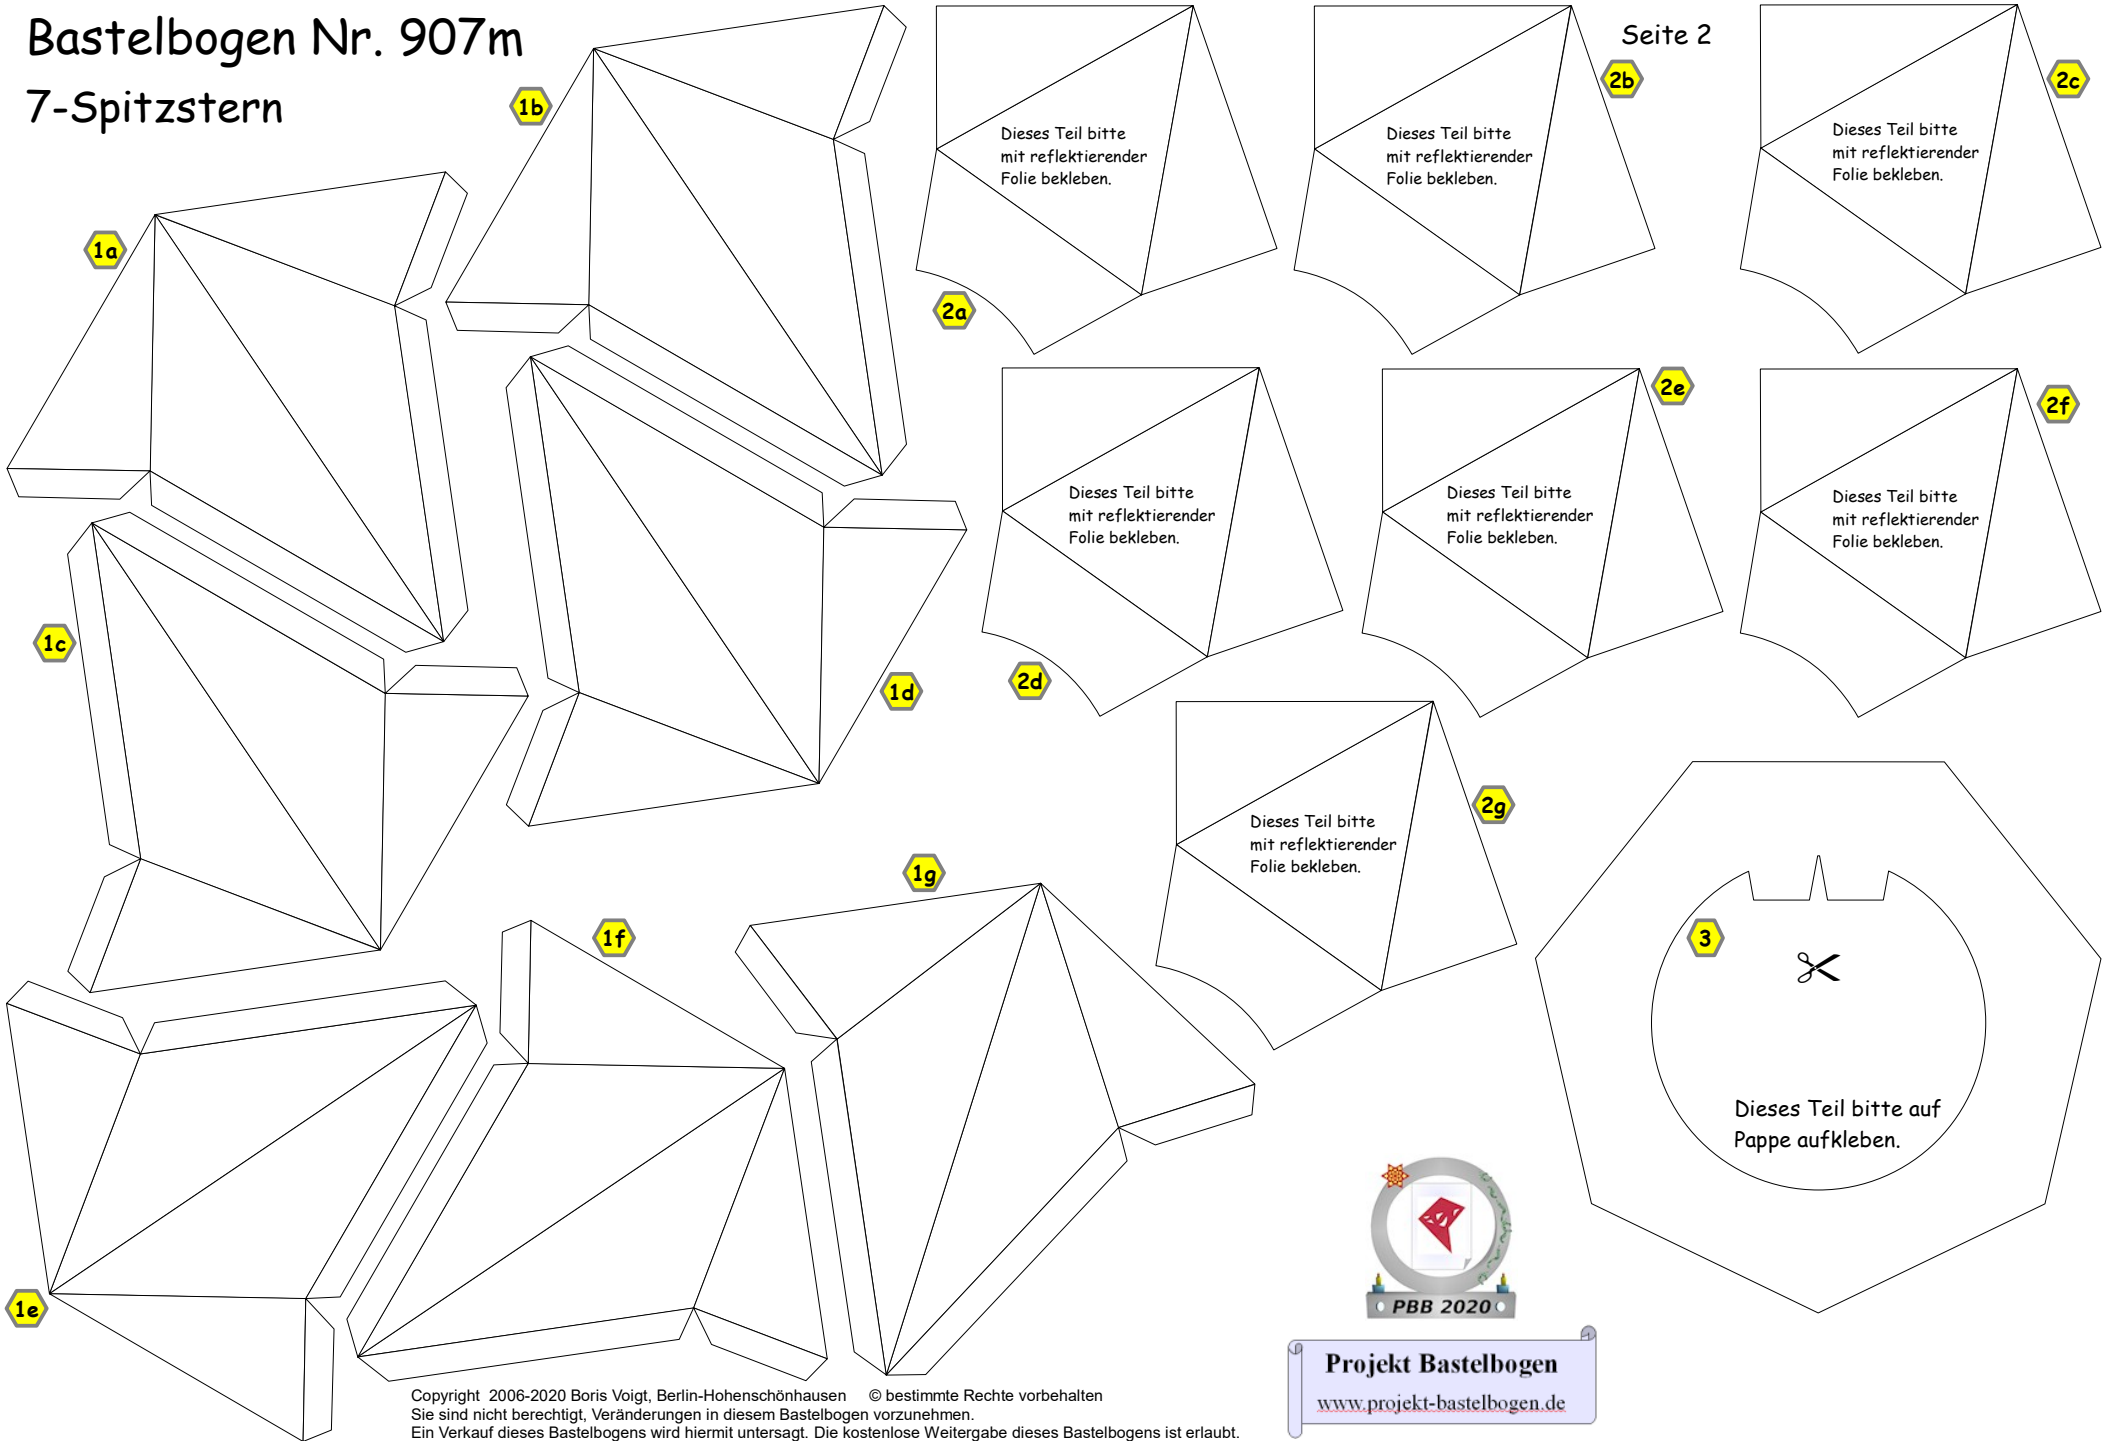 Bastelbogen Nr. 907m
7-Spitzstern
Seite 2
1a
1b
1c
1d
1e
1f
1g
2a
Dieses Teil bitte
mit reflektierender
Folie bekleben.
2b
Dieses Teil bitte
mit reflektierender
Folie bekleben.
2c
Dieses Teil bitte
mit reflektierender
Folie bekleben.
2d
Dieses Teil bitte
mit reflektierender
Folie bekleben.
2e
Dieses Teil bitte
mit reflektierender
Folie bekleben.
2f
Dieses Teil bitte
mit reflektierender
Folie bekleben.
2g
Dieses Teil bitte
mit reflektierender
Folie bekleben.
3
Dieses Teil bitte auf
Pappe aufkleben.
PBB 2020
Projekt Bastelbogen
www.projekt-bastelbogen.de
Copyright 2006-2020 Boris Voigt, Berlin-Hohenschönhausen © bestimmte Rechte vorbehalten
Sie sind nicht berechtigt, Veränderungen in diesem Bastelbogen vorzunehmen.
Ein Verkauf dieses Bastelbogens wird hiermit untersagt. Die kostenlose Weitergabe dieses Bastelbogens ist erlaubt.